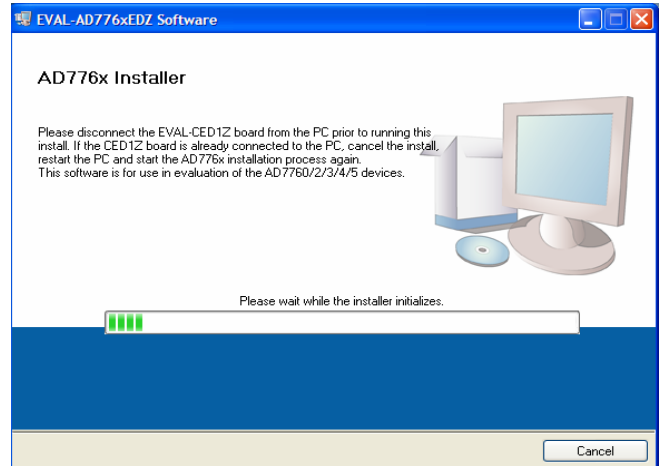 EVAL-AD776xEDZ Software
AD776x Installer
Please disconnect the EVAL-CED1Z board from the PC prior to running this
install. If the CED1Z board is already connected to the PC, cancel the install,
restart the PC and start the AD776x installation process again.
This software is for use in evaluation of the AD7760/2/3/4/5 devices.
Please wait while the installer initializes.
Cancel